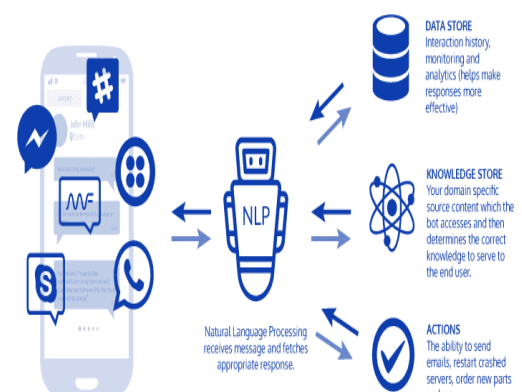 John Mills
NLP
Natural Language Processing
receives message and fetches
appropriate response.
DATA STORE
Interaction history,
monitoring and
analytics (helps make
responses more
effective)
KNOWLEDGE STORE
Your domain specific
source content which the
bot accesses and then
determines the correct
knowledge to serve to
the end user.
ACTIONS
The ability to send
emails, restart crashed
servers, order new parts